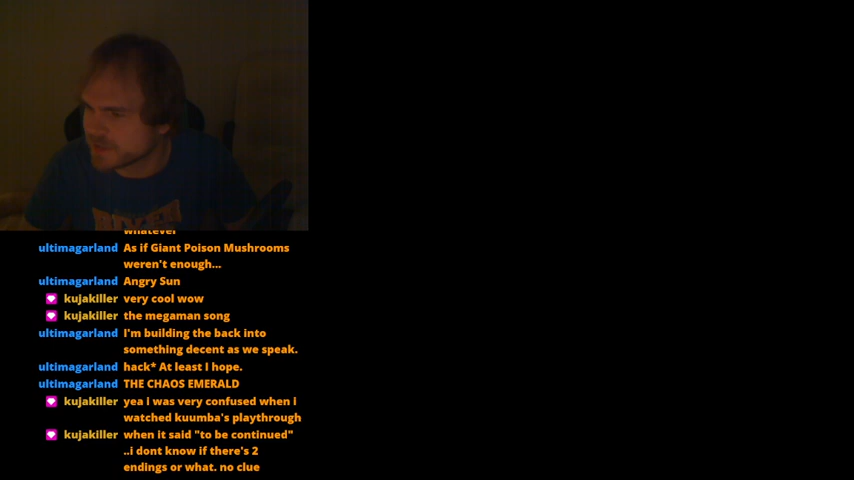 whatever
ultimagarland As if Giant Poison Mushrooms
weren't enough...
ultimagarland Angry Sun
kujakiller very cool wow
kujakiller the megaman song
ultimagarland I'm building the back into
something decent as we speak.
ultimagarland hack* At least I hope.
ultimagarland THE CHAOS EMERALD
kujakiller yea i was very confused when i
watched kuumba's playthrough
kujakiller when it said "to be continued"
..i dont know if there's 2
endings or what. no clue